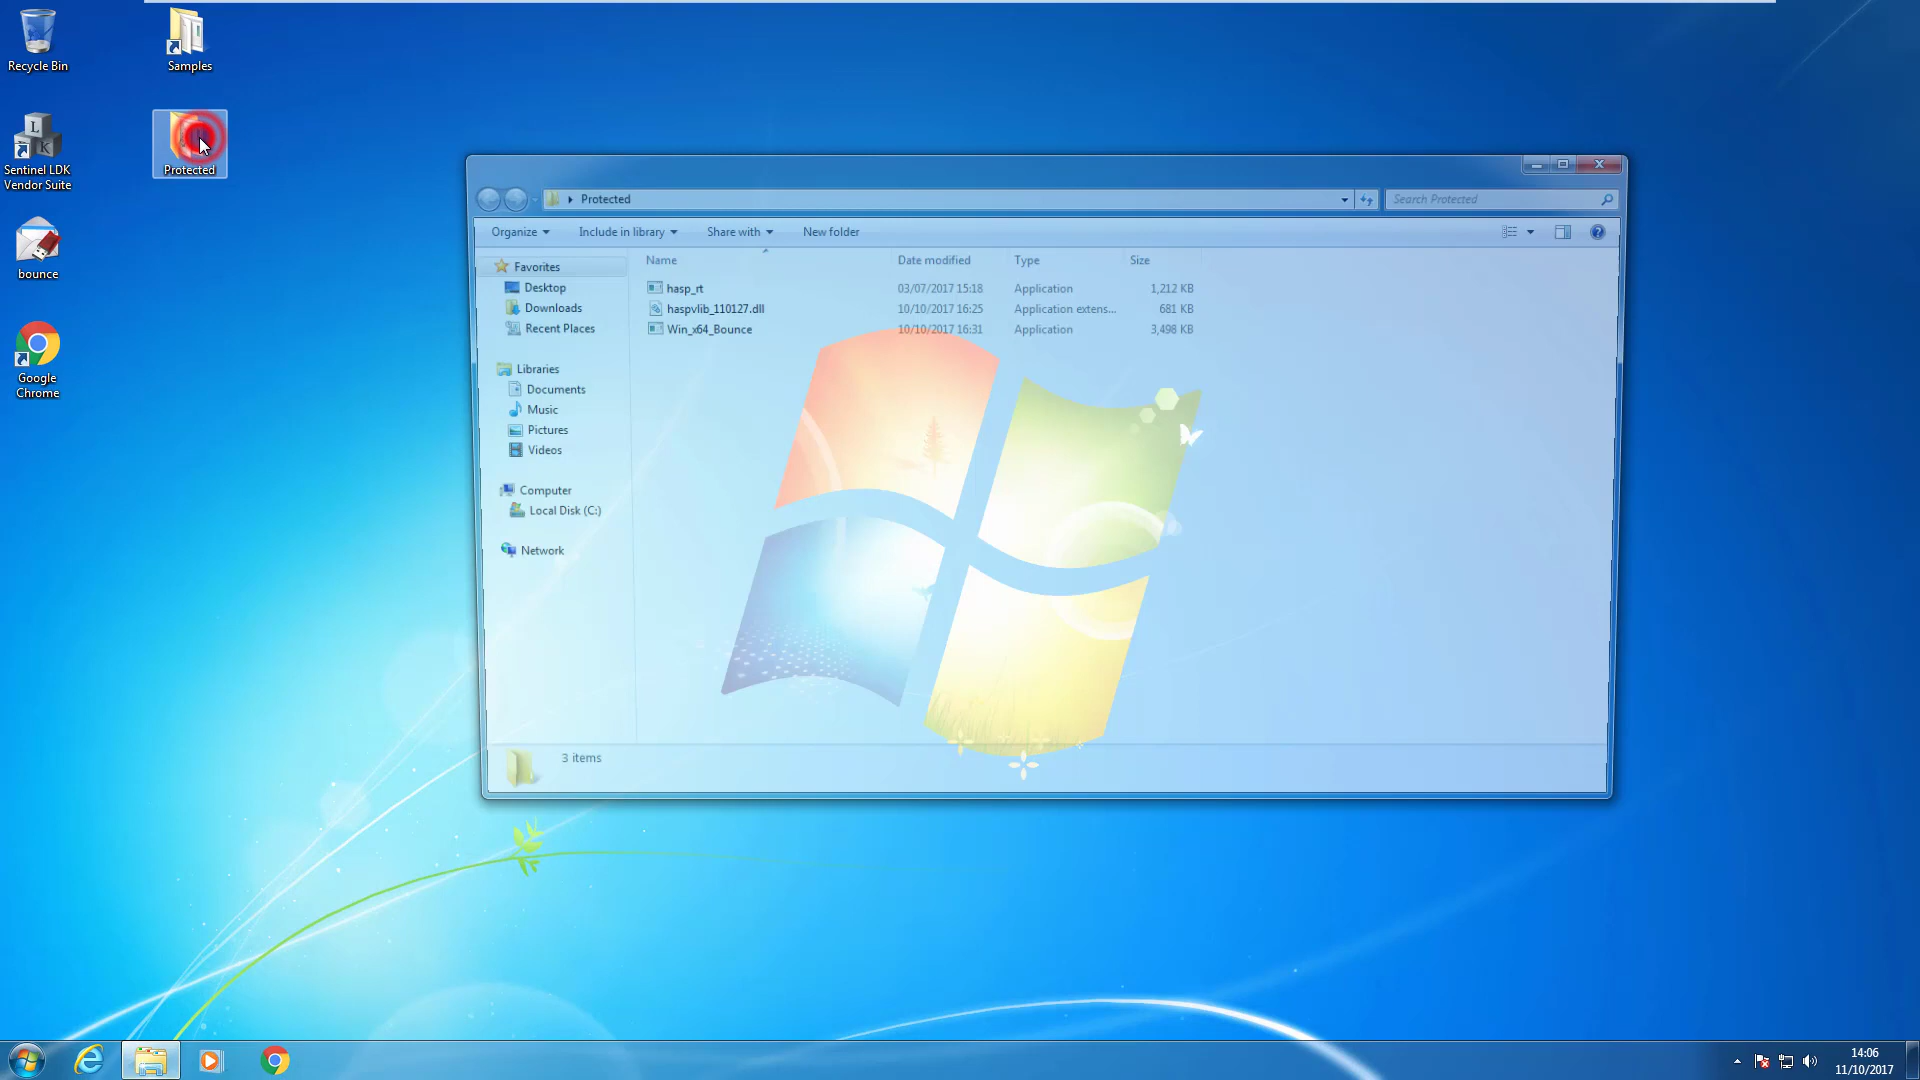 Recycle Bin
Samples
Sentinel LDK
Vendor Suite
Protected
bounce
Google
Chrome
Protected
Search Protected
Organize
Include in library
Share with
New folder
Name
Date modified
Type
Size
hasp_rt
03/07/2017 15:18
Application
1,212 KB
haspvlib_110127.dll
10/10/2017 16:25
Application extens...
681 KB
Win_x64_Bounce
10/10/2017 16:31
Application
3,498 KB
Favorites
Desktop
Downloads
Recent Places
Libraries
Documents
Music
Pictures
Videos
Computer
Local Disk (C:)
Network
3 items
14:06
11/10/2017